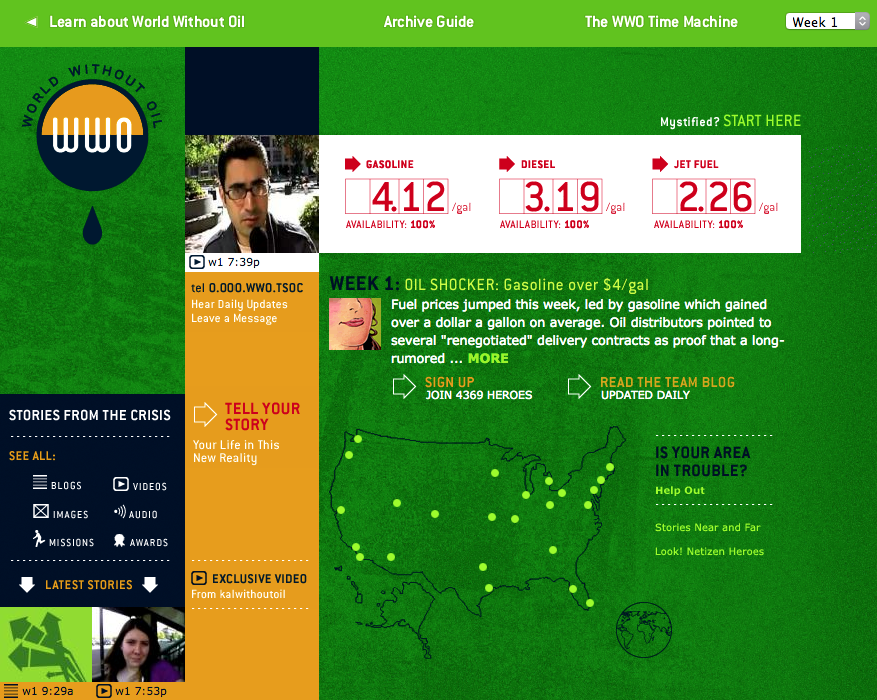 Learn about World Without Oil
Archive Guide
The WWO Time Machine
Week 1
WORLD WITHOUT OIL
WWO
Mystified? START HERE
GASOLINE
4.12 /gal
AVAILABILITY: 100%
DIESEL
3.19 /gal
AVAILABILITY: 100%
JET FUEL
2.26 /gal
AVAILABILITY: 100%
w1 7:39p
tel 0.000.WWO.TSOC
Hear Daily Updates
Leave a Message
WEEK 1: OIL SHOCKER: Gasoline over $4/gal
Fuel prices jumped this week, led by gasoline which gained
over a dollar a gallon on average. Oil distributors pointed to
several "renegotiated" delivery contracts as proof that a long-
rumored ... MORE
SIGN UP
JOIN 4369 HEROES
READ THE TEAM BLOG
UPDATED DAILY
STORIES FROM THE CRISIS
SEE ALL:
BLOGS
VIDEOS
IMAGES
AUDIO
MISSIONS
AWARDS
LATEST STORIES
w1 9:29a
w1 7:53p
TELL YOUR
STORY
Your Life in This
New Reality
EXCLUSIVE VIDEO
From kalwithoutoil
IS YOUR AREA
IN TROUBLE?
Help Out
Stories Near and Far
Look! Netizen Heroes